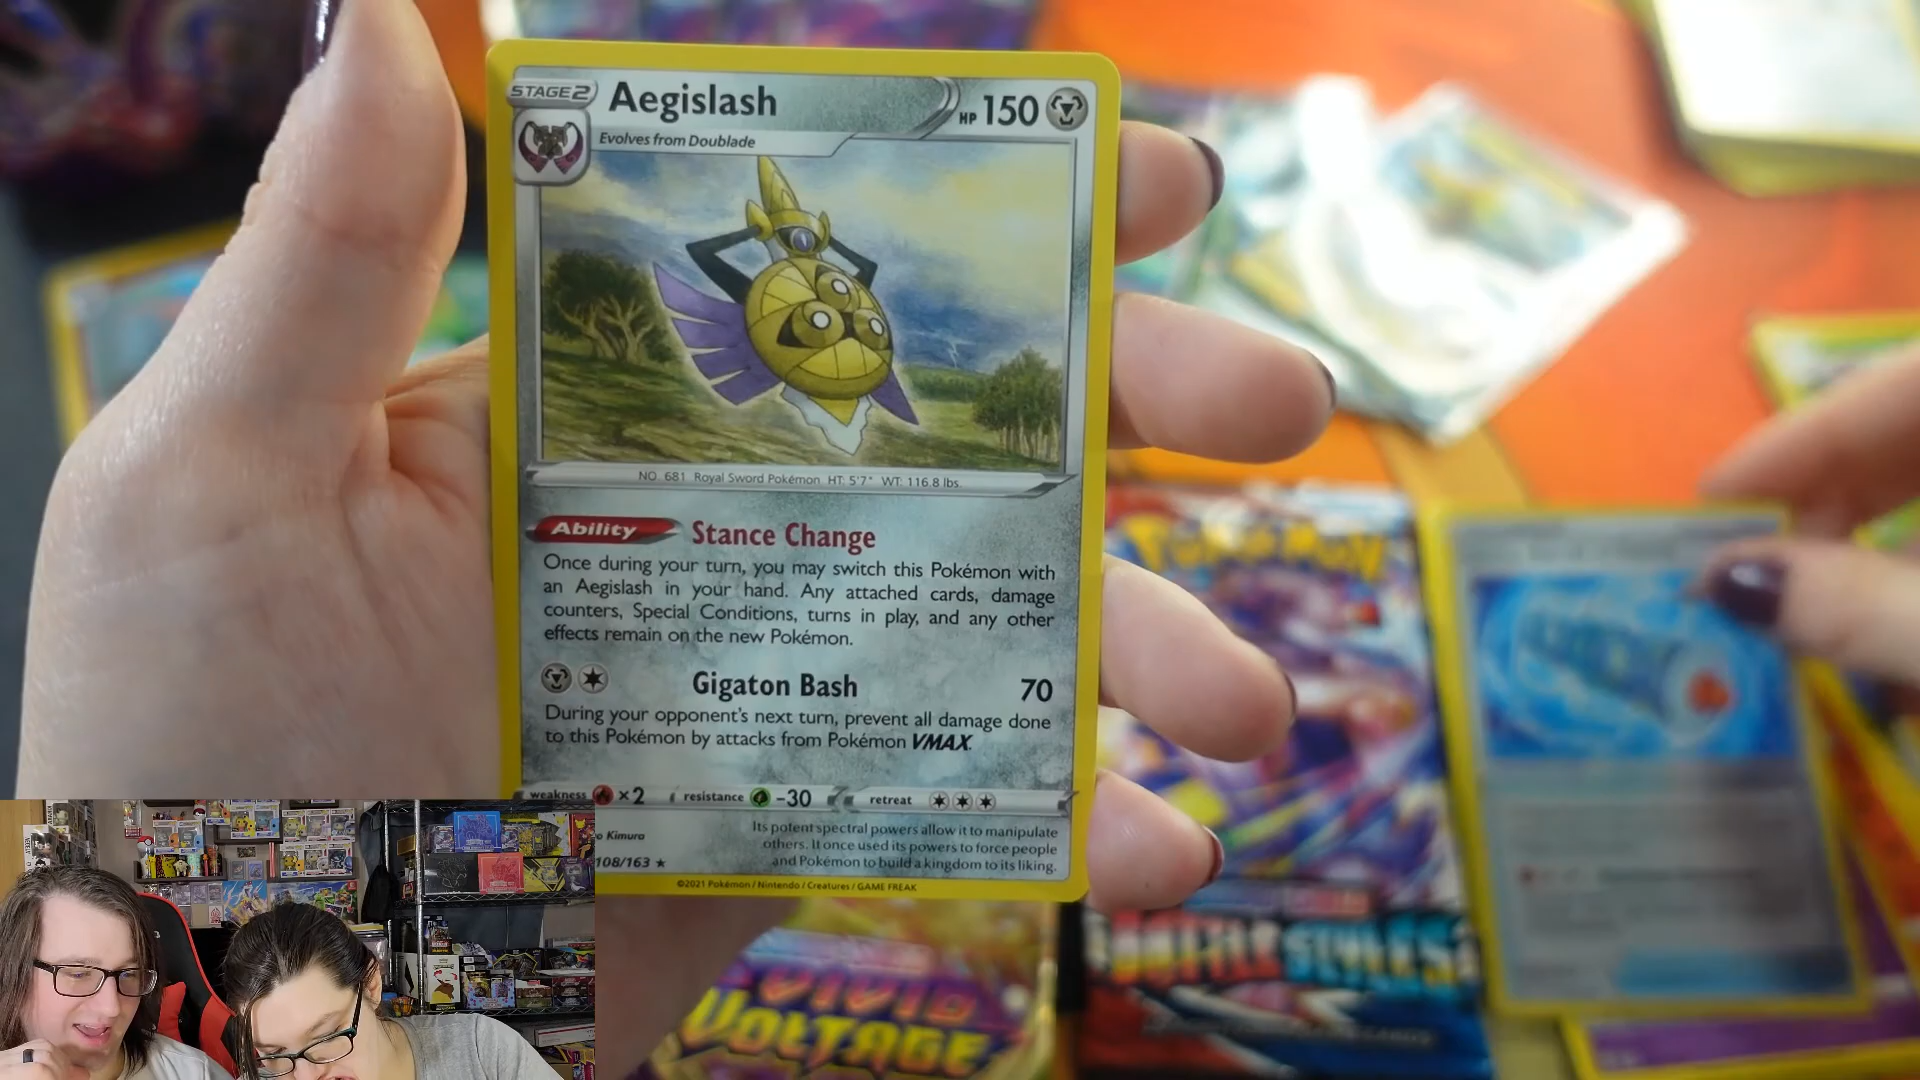 STAGE2 Aegislash HP 150
Evolves from Doublade
NO. 681 Royal Sword Pokémon HT: 5'7" WT: 116.8 lbs.
Ability Stance Change
Once during your turn, you may switch this Pokémon with
an Aegislash in your hand. Any attached cards, damage
counters, Special Conditions, turns in play, and any other
effects remain on the new Pokémon.
Gigaton Bash 70
During your opponent's next turn, prevent all damage done
to this Pokémon by attacks from Pokémon VMAX.
weakness ×2 resistance -30 retreat
o Kimura
108/163 ★
Its potent spectral powers allow it to manipulate
others. It once used its powers to force people
and Pokémon to build a kingdom to its liking.
©2021 Pokémon / Nintendo / Creatures / GAME FREAK
POKéMON
BATTLE STYLES
VIVID
VOLTAGE